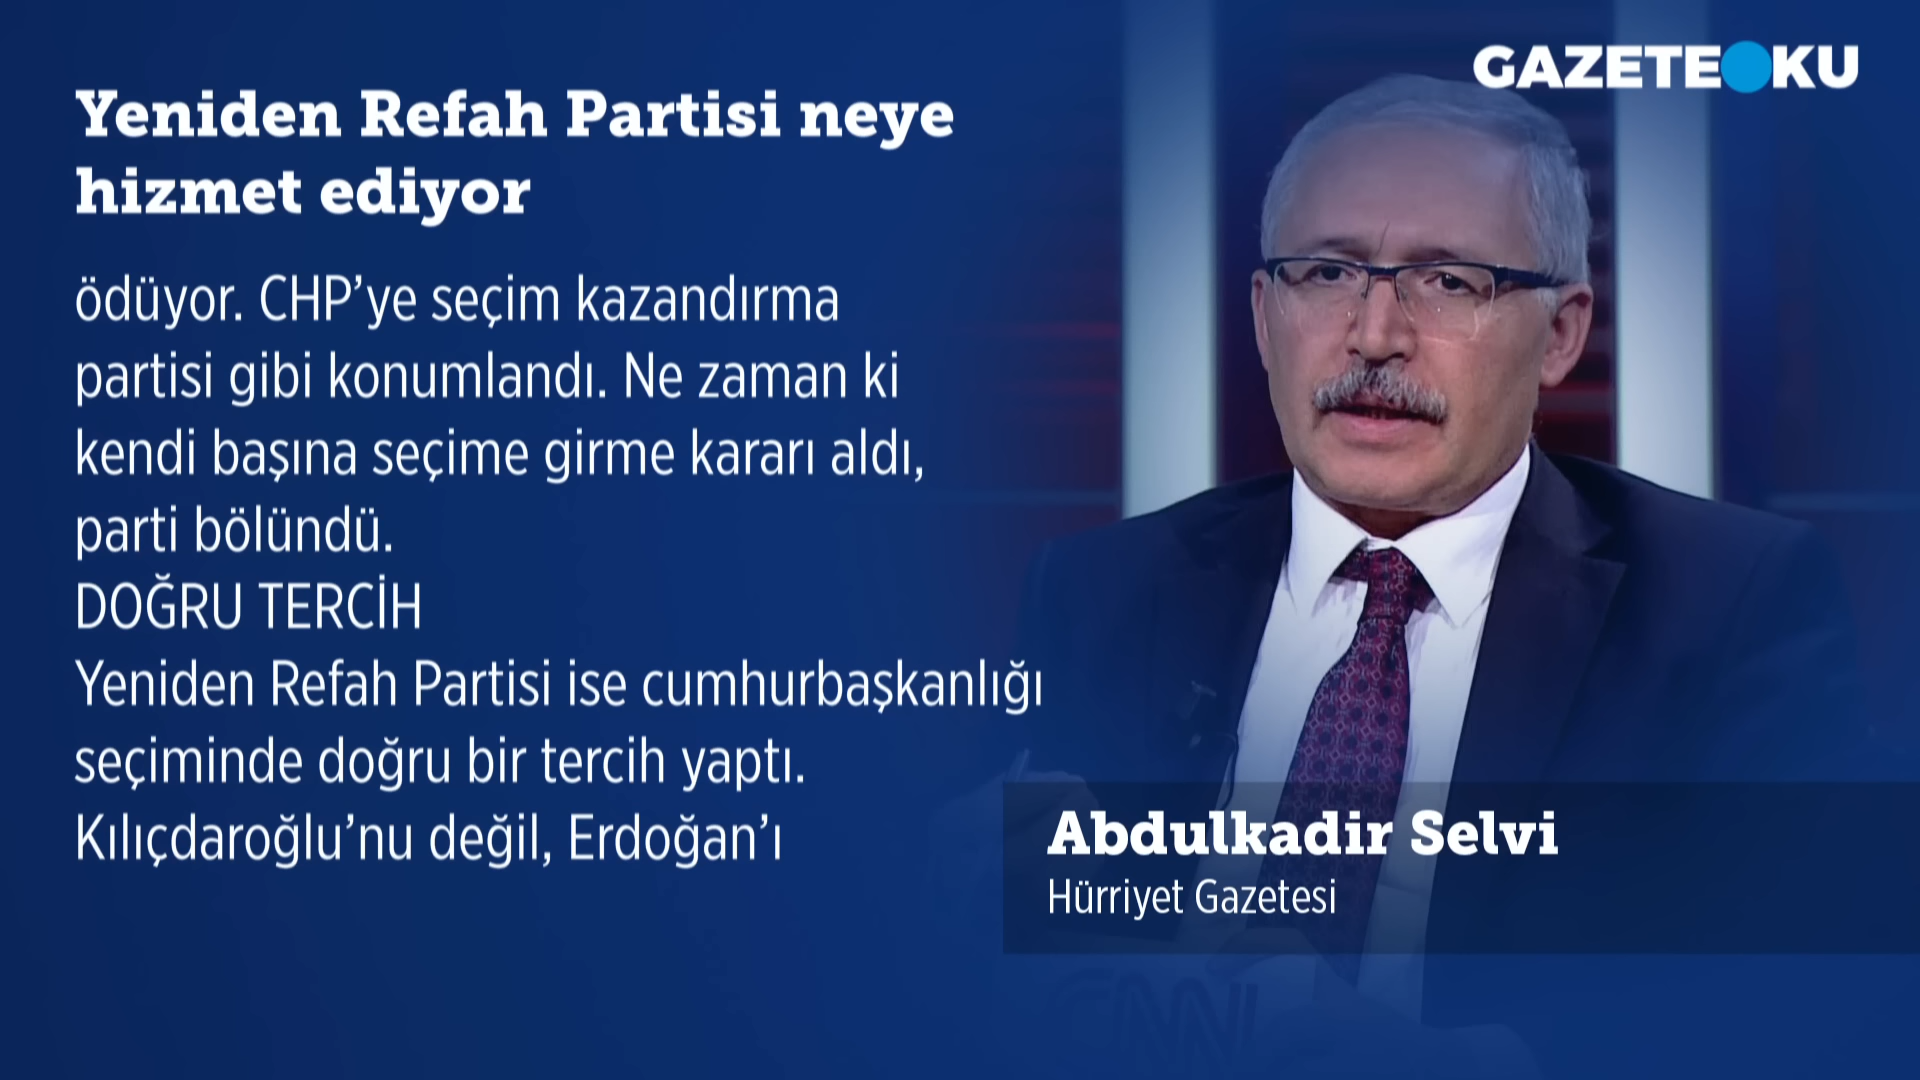 GAZETE OKU
Yeniden Refah Partisi neye
hizmet ediyor
ödüyor. CHP’ye seçim kazandırma
partisi gibi konumlandı. Ne zaman ki
kendi başına seçime girme kararı aldı,
parti bölündü.
DOĞRU TERCİH
Yeniden Refah Partisi ise cumhurbaşkanlığı
seçiminde doğru bir tercih yaptı.
Kılıçdaroğlu’nu değil, Erdoğan’ı
Abdulkadir Selvi
Hürriyet Gazetesi
CNN